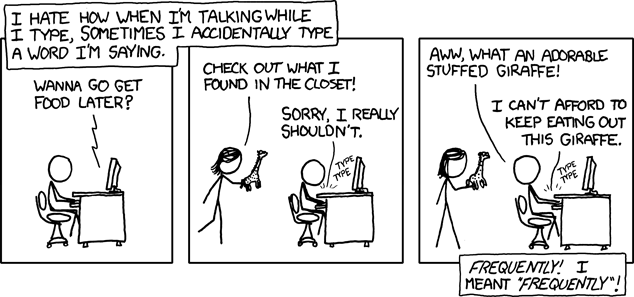 I HATE HOW WHEN I'M TALKING WHILE
I TYPE, SOMETIMES I ACCIDENTALLY TYPE
A WORD I'M SAYING.
WANNA GO GET
FOOD LATER?
CHECK OUT WHAT I
FOUND IN THE CLOSET!
SORRY, I REALLY
SHOULDN'T.
TYPE
TYPE
AWW, WHAT AN ADORABLE
STUFFED GIRAFFE!
I CAN'T AFFORD TO
KEEP EATING OUT
THIS GIRAFFE.
TYPE
TYPE
FREQUENTLY! I
MEANT "FREQUENTLY"!